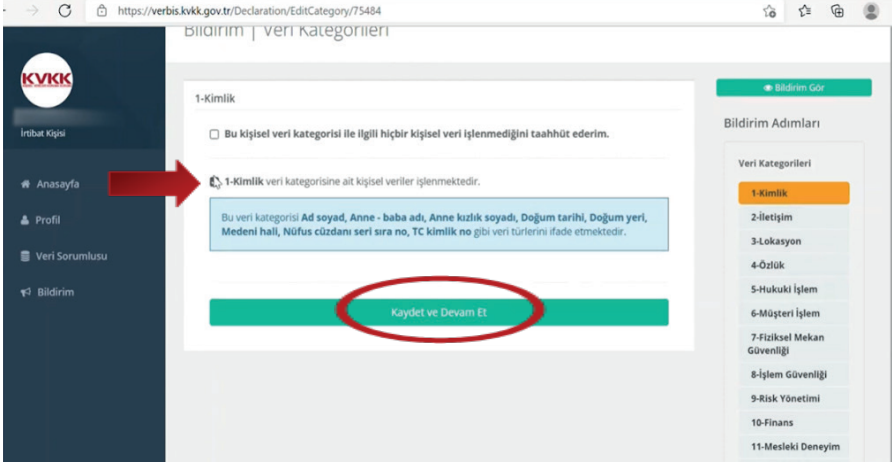 https://verbis.kvkk.gov.tr/Declaration/EditCategory/75484
Bildirim | Veri Kategorileri
KVKK
İrtibat Kişisi
Anasayfa
Profil
Veri Sorumlusu
Bildirim
1-Kimlik
Bu kişisel veri kategorisi ile ilgili hiçbir kişisel veri işlenmediğini taahhüt ederim.
1-Kimlik veri kategorisine ait kişisel veriler işlenmektedir.
Bu veri kategorisi Ad soyad, Anne - baba adı, Anne kızlık soyadı, Doğum tarihi, Doğum yeri,
Medeni hali, Nüfus cüzdanı seri sıra no, TC kimlik no gibi veri türlerini ifade etmektedir.
Kaydet ve Devam Et
Bildirim Gör
Bildirim Adımları
Veri Kategorileri
1-Kimlik
2-İletişim
3-Lokasyon
4-Özlük
5-Hukuki İşlem
6-Müşteri İşlem
7-Fiziksel Mekan
Güvenliği
8-İşlem Güvenliği
9-Risk Yönetimi
10-Finans
11-Mesleki Deneyim